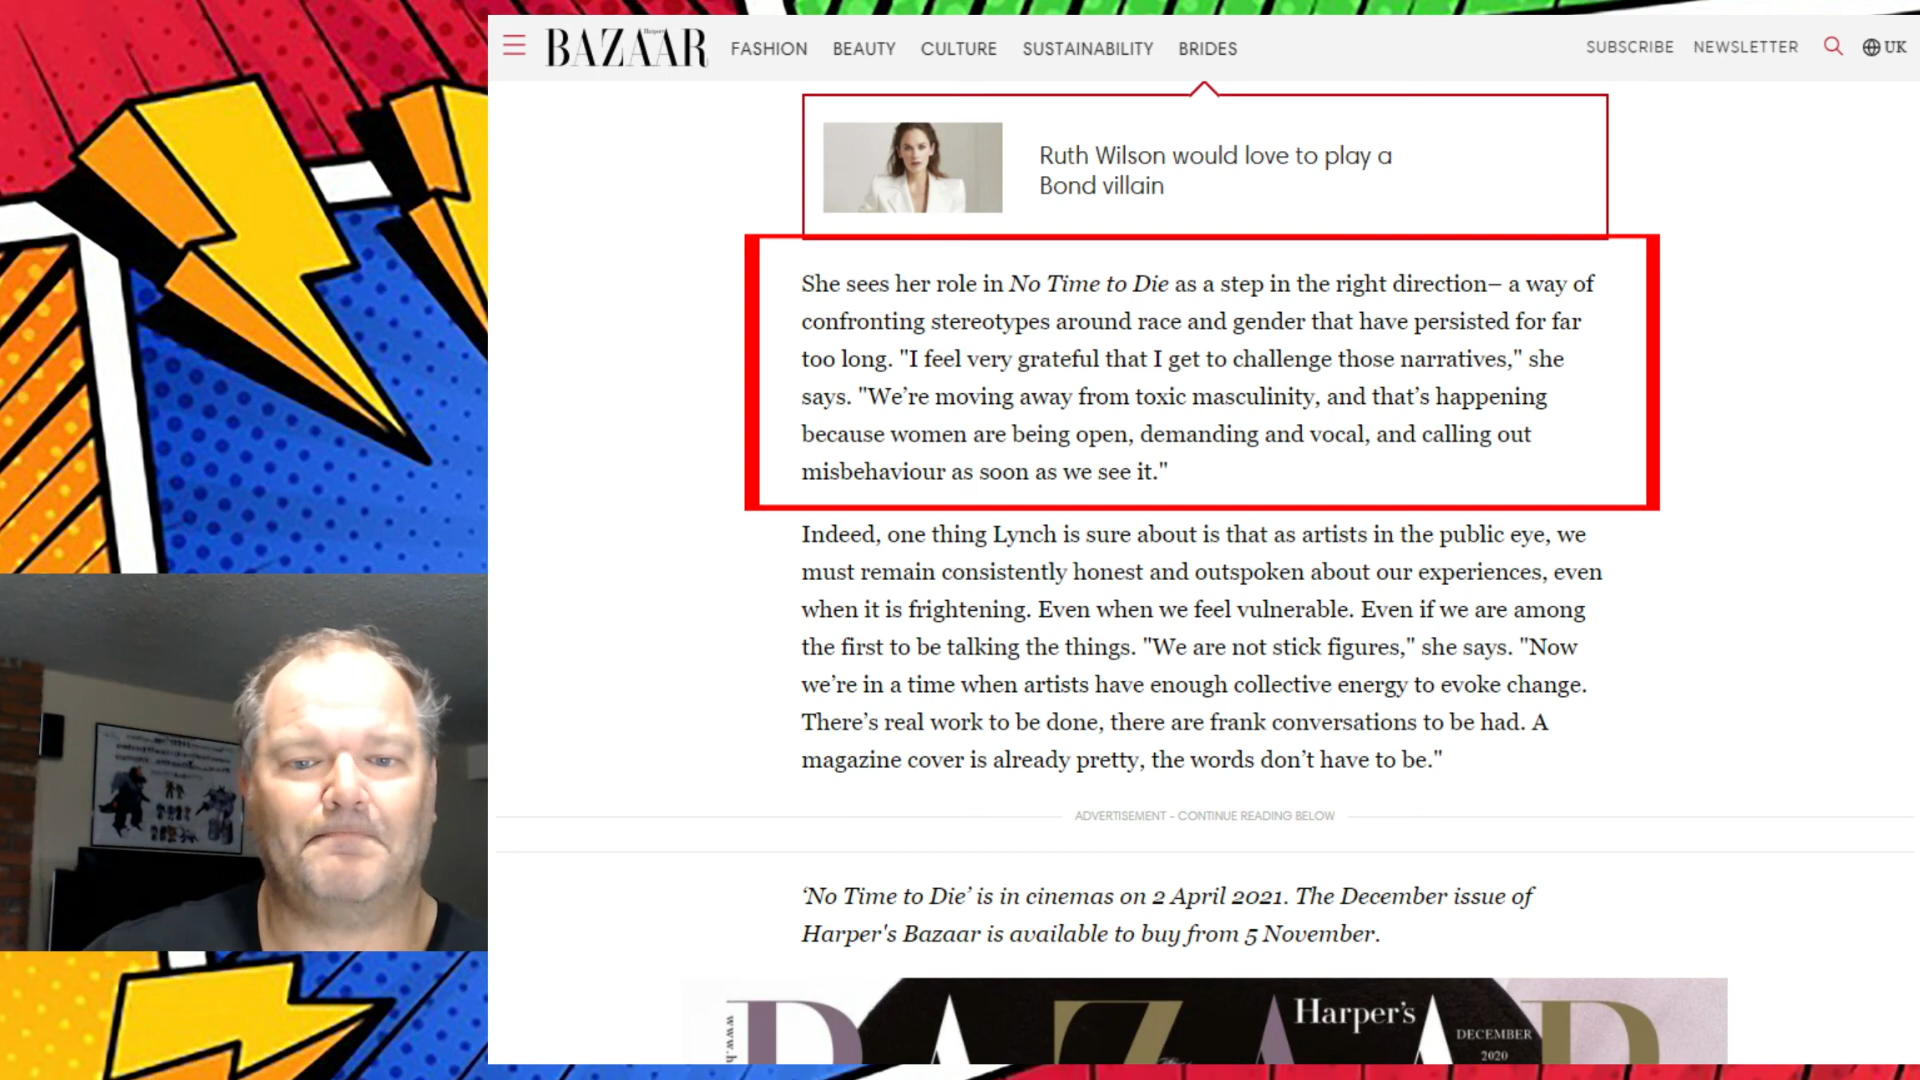 Harper's
BAZAAR
FASHION BEAUTY CULTURE SUSTAINABILITY BRIDES
SUBSCRIBE NEWSLETTER UK
Ruth Wilson would love to play a
Bond villain
She sees her role in No Time to Die as a step in the right direction– a way of
confronting stereotypes around race and gender that have persisted for far
too long. "I feel very grateful that I get to challenge those narratives," she
says. "We’re moving away from toxic masculinity, and that’s happening
because women are being open, demanding and vocal, and calling out
misbehaviour as soon as we see it."
Indeed, one thing Lynch is sure about is that as artists in the public eye, we
must remain consistently honest and outspoken about our experiences, even
when it is frightening. Even when we feel vulnerable. Even if we are among
the first to be talking the things. "We are not stick figures," she says. "Now
we’re in a time when artists have enough collective energy to evoke change.
There’s real work to be done, there are frank conversations to be had. A
magazine cover is already pretty, the words don’t have to be."
ADVERTISEMENT - CONTINUE READING BELOW
‘No Time to Die’ is in cinemas on 2 April 2021. The December issue of
Harper's Bazaar is available to buy from 5 November.
BAZAAR
Harper's
DECEMBER
2020
www.h